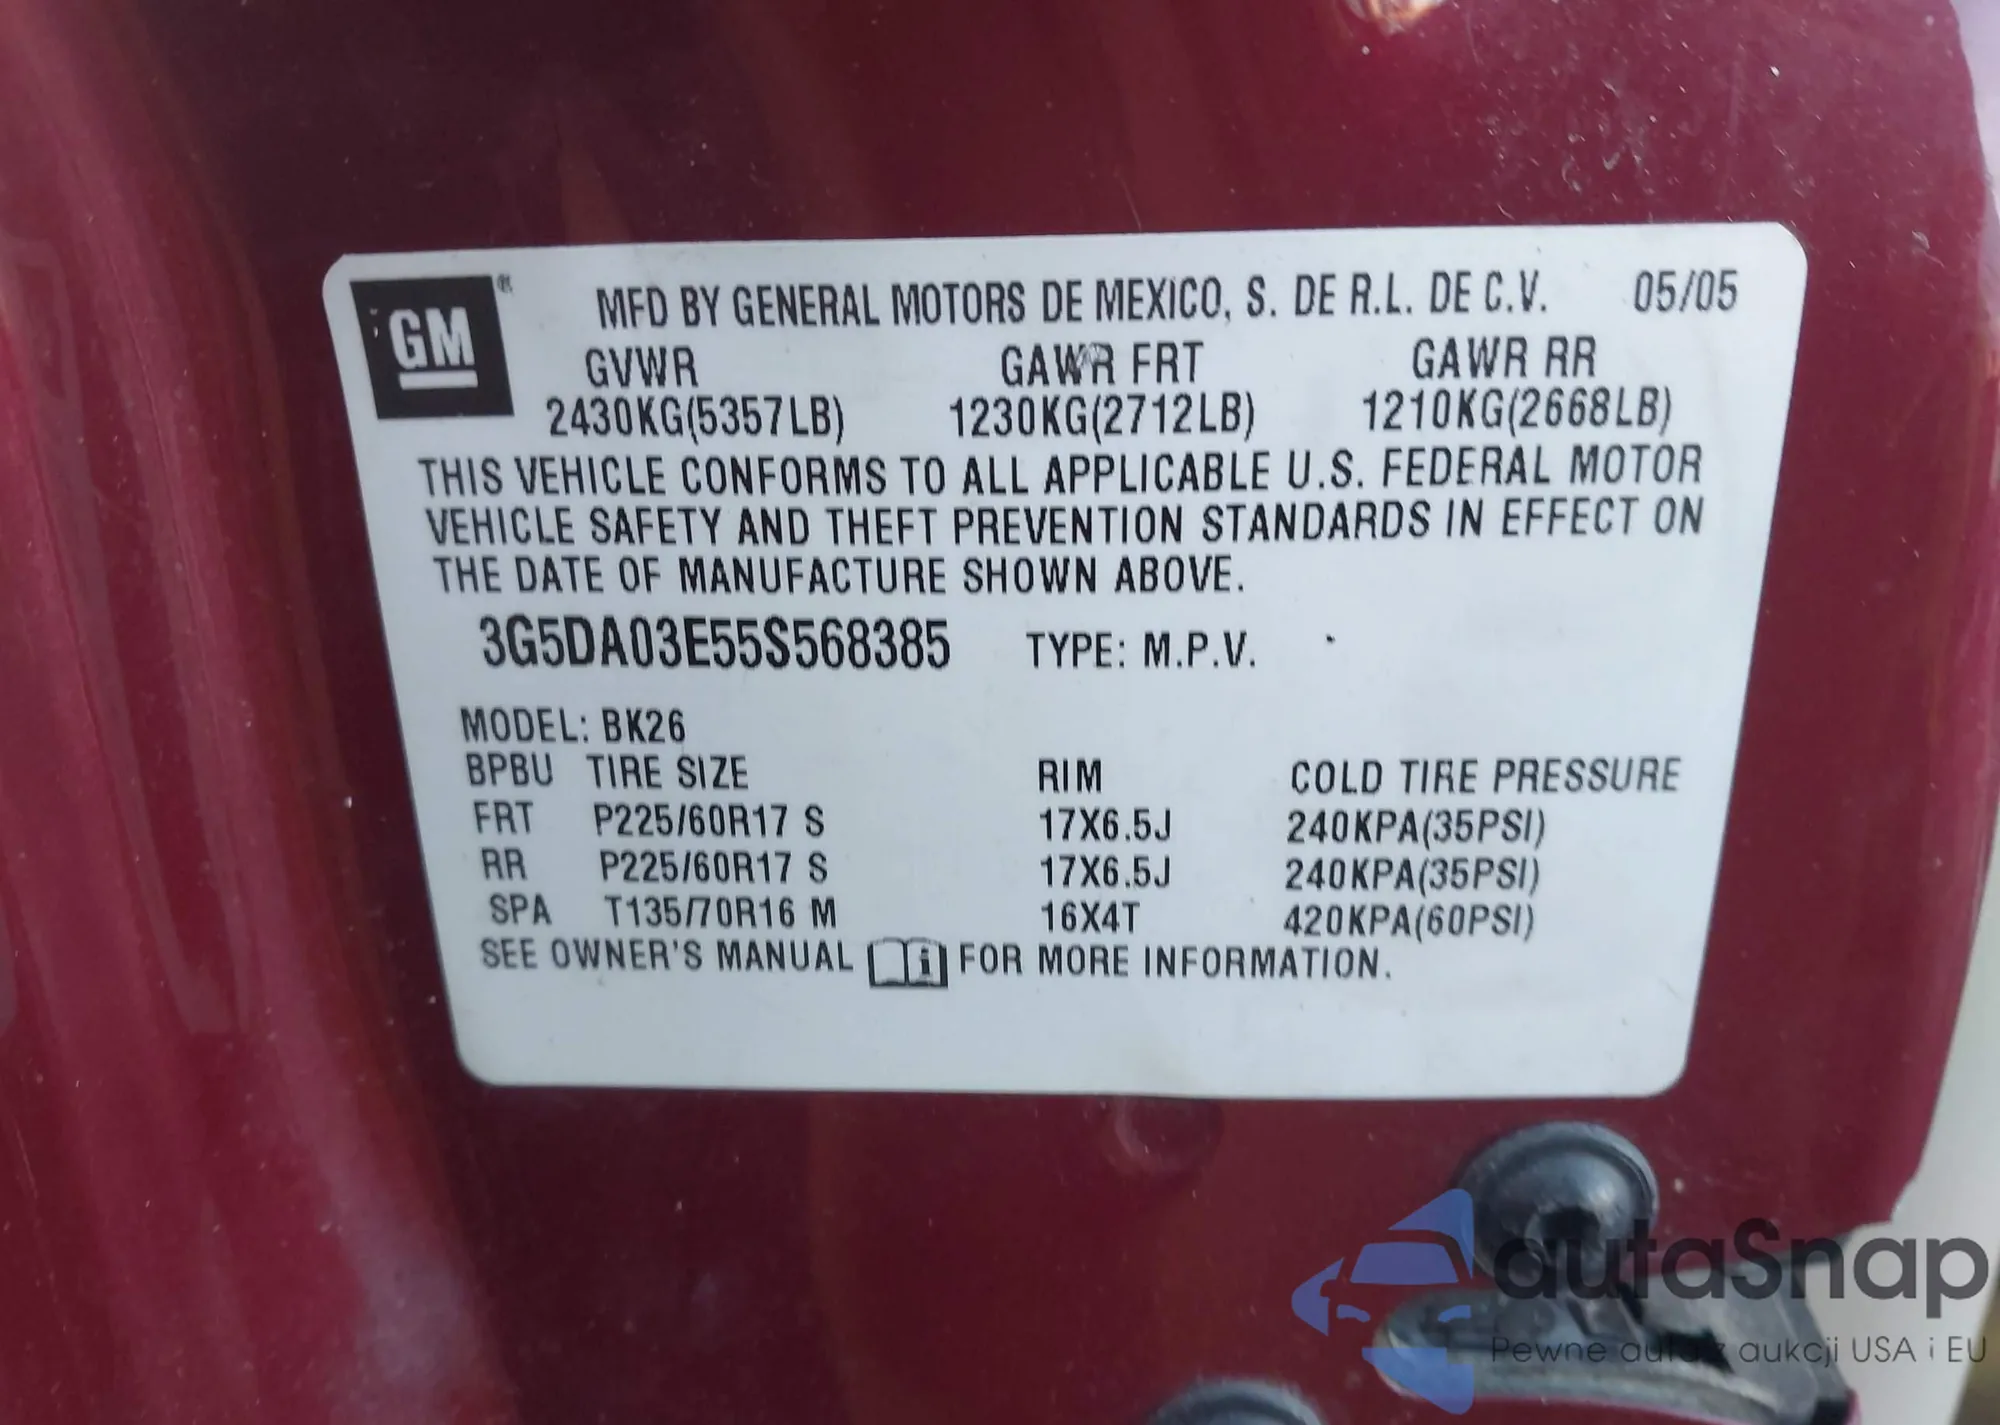 GM ®
MFD BY GENERAL MOTORS DE MEXICO, S. DE R.L. DE C.V. 05/05
GVWR GAWR FRT GAWR RR
2430KG(5357LB) 1230KG(2712LB) 1210KG(2668LB)
THIS VEHICLE CONFORMS TO ALL APPLICABLE U.S. FEDERAL MOTOR
VEHICLE SAFETY AND THEFT PREVENTION STANDARDS IN EFFECT ON
THE DATE OF MANUFACTURE SHOWN ABOVE.
3G5DA03E55S568385 TYPE: M.P.V.
MODEL: BK26
BPBU TIRE SIZE RIM COLD TIRE PRESSURE
FRT P225/60R17 S 17X6.5J 240KPA(35PSI)
RR P225/60R17 S 17X6.5J 240KPA(35PSI)
SPA T135/70R16 M 16X4T 420KPA(60PSI)
SEE OWNER'S MANUAL i FOR MORE INFORMATION.
autaSnap
Pewne auta z aukcji USA i EU